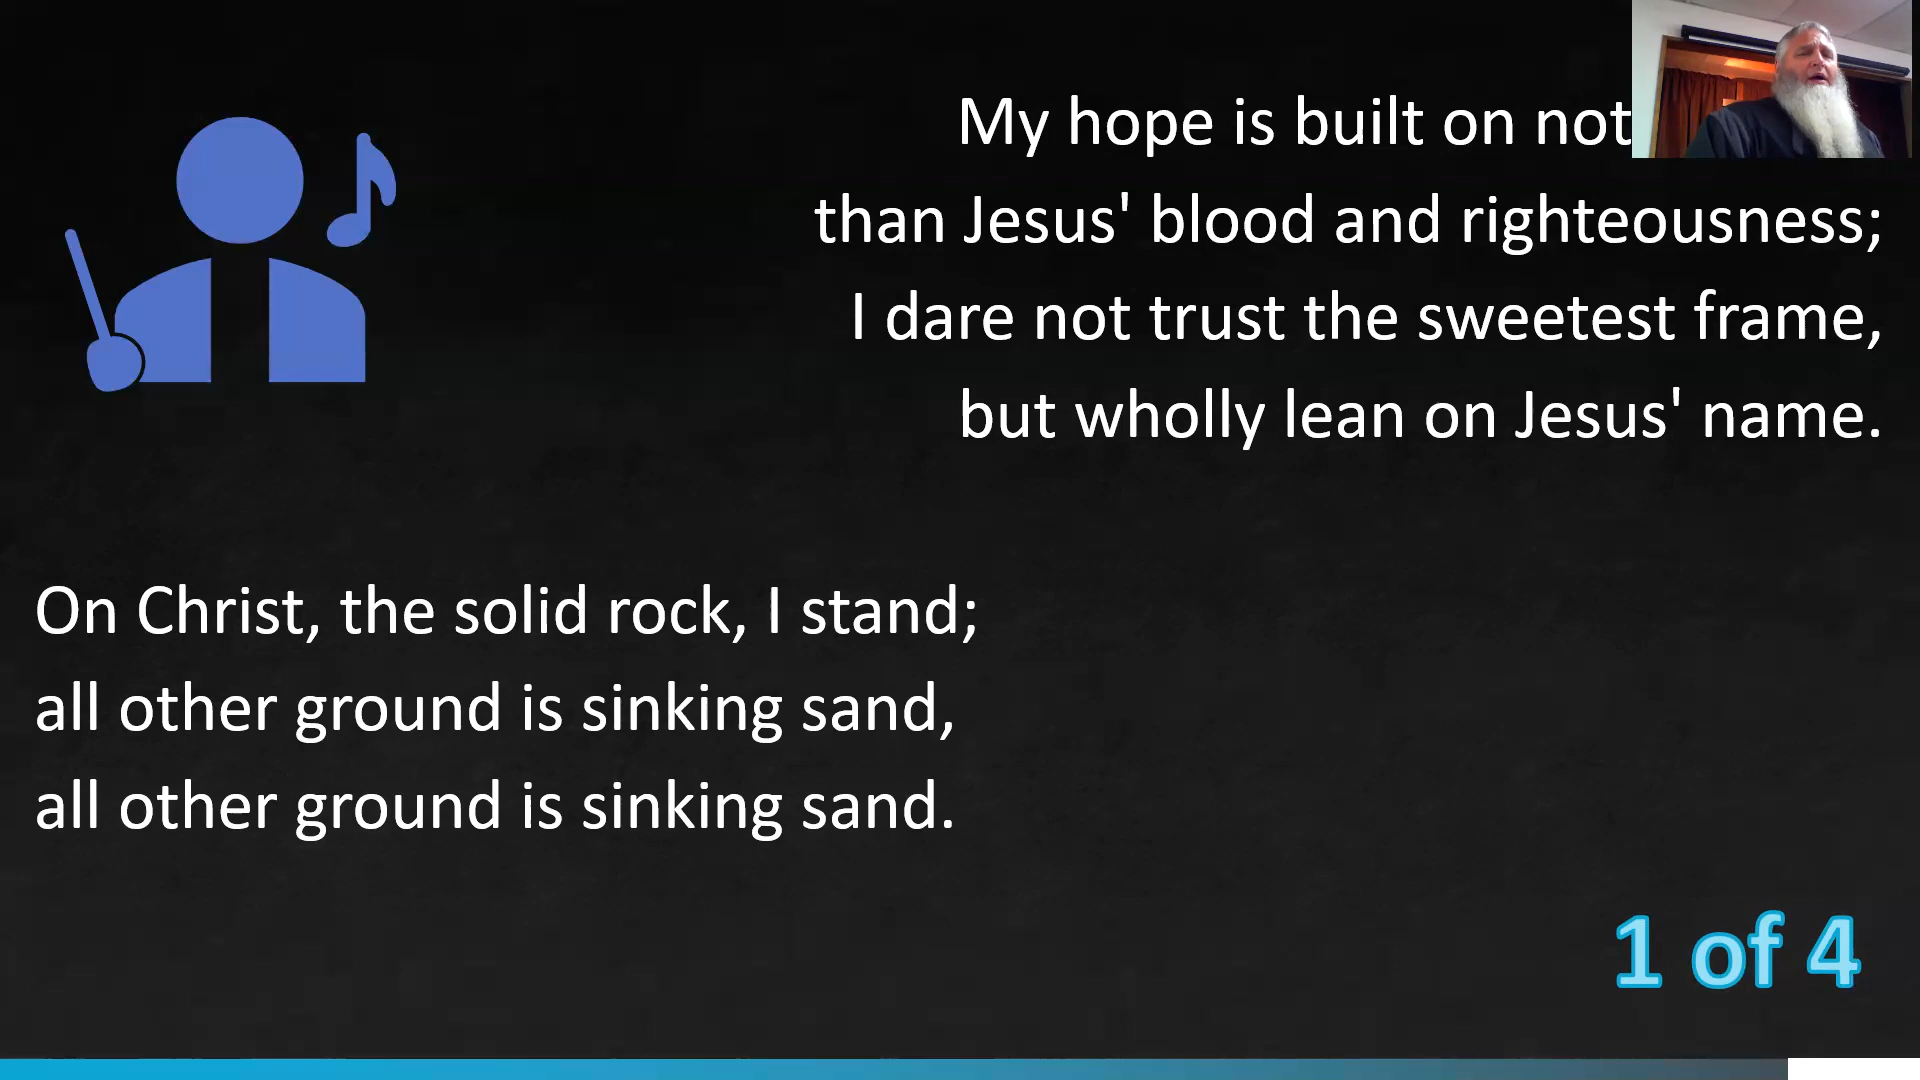 My hope is built on not
than Jesus' blood and righteousness;
I dare not trust the sweetest frame,
but wholly lean on Jesus' name.
On Christ, the solid rock, I stand;
all other ground is sinking sand,
all other ground is sinking sand.
1 of 4